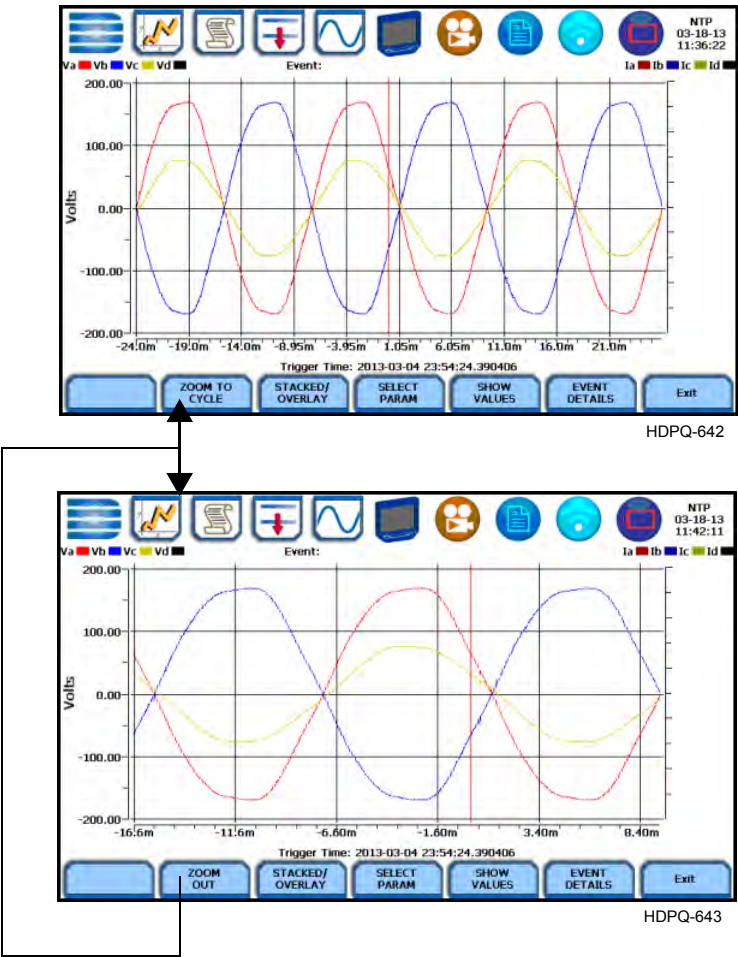 NTP
03-18-13
11:36:22
Va Vb Vc Vd
Event:
Ia Ib Ic Id
200.00
100.00
0.00
-100.00
-200.00
Volts
-24.0m -19.0m -14.0m -8.95m -3.95m 1.05m 6.05m 11.0m 16.0m 21.0m
Trigger Time: 2013-03-04 23:54:24.390406
ZOOM TO CYCLE
STACKED/ OVERLAY
SELECT PARAM
SHOW VALUES
EVENT DETAILS
Exit
HDPQ-642
NTP
03-18-13
11:42:11
Va Vb Vc Vd
Event:
Ia Ib Ic Id
200.00
100.00
0.00
-100.00
-200.00
Volts
-16.6m -11.6m -6.60m -1.60m 3.40m 8.40m
Trigger Time: 2013-03-04 23:54:24.390406
ZOOM OUT
STACKED/ OVERLAY
SELECT PARAM
SHOW VALUES
EVENT DETAILS
Exit
HDPQ-643